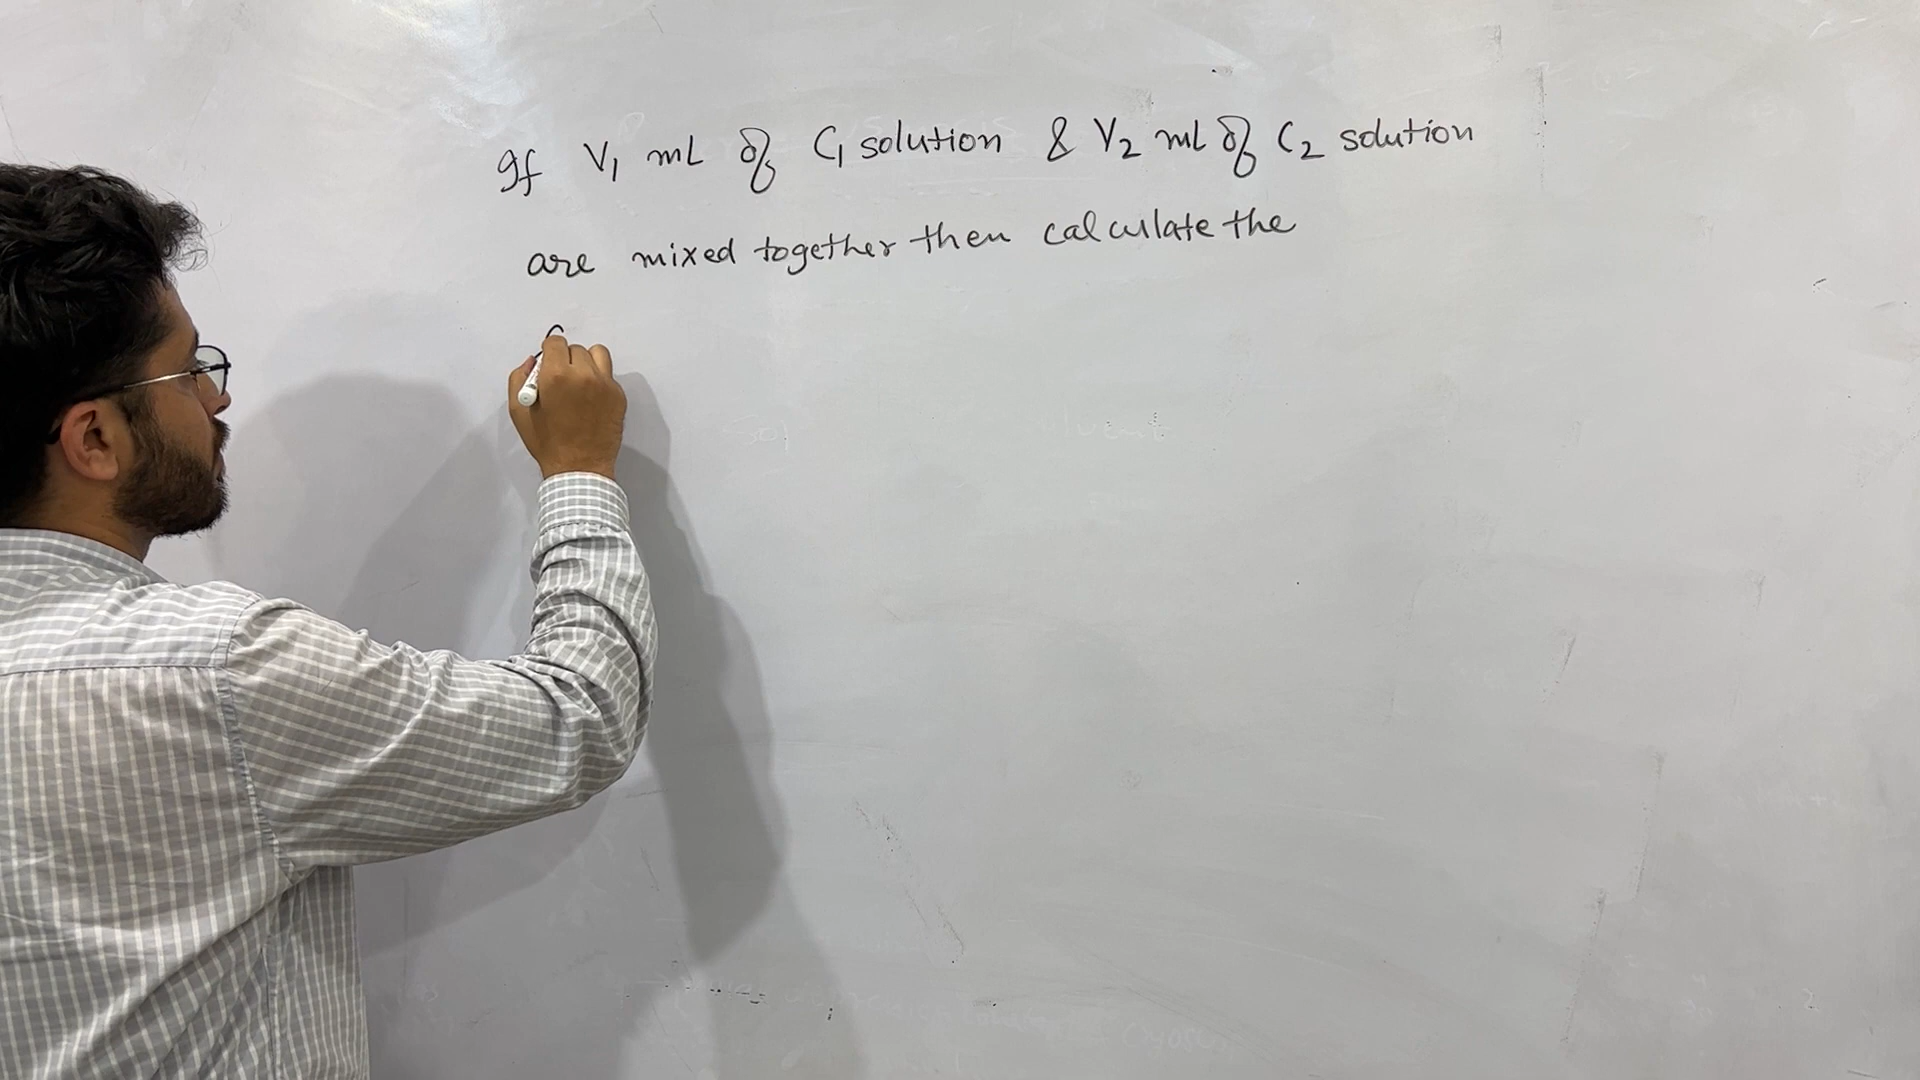 If V₁ mL of C₁ solution & V₂ mL of C₂ solution
are mixed together then calculate the